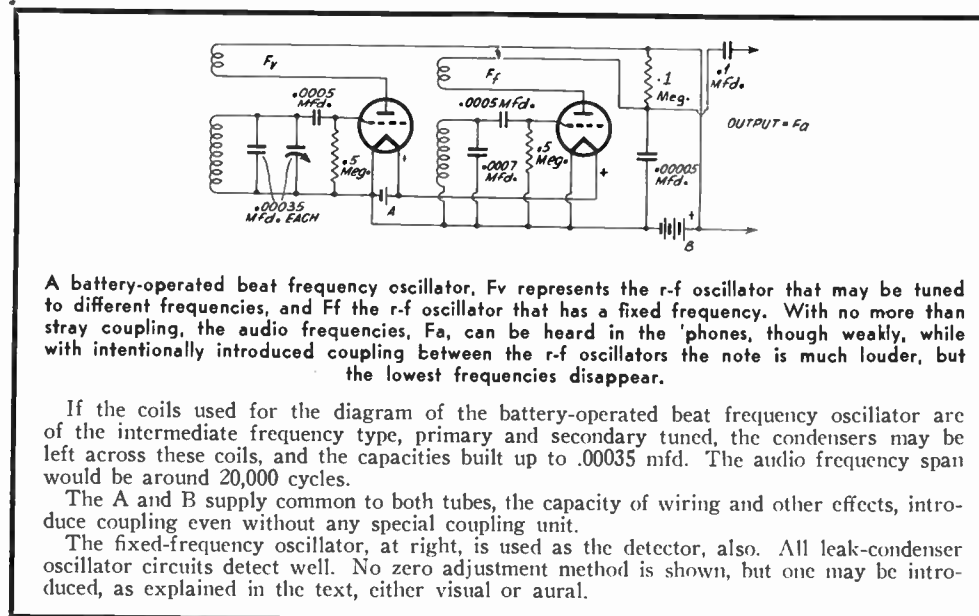 Fv
.0005
Mfd.
.5
Meg.
.00035
Mfd. EACH
+
A
Ff
.0005 Mfd.
.0007
Mfd.
.5
Meg.
+
.1
Meg.
.1
Mfd.
OUTPUT = Fa
.00005
Mfd.
+
B
A battery-operated beat frequency oscillator, Fv represents the r-f oscillator that may be tuned
to different frequencies, and Ff the r-f oscillator that has a fixed frequency. With no more than
stray coupling, the audio frequencies, Fa, can be heard in the 'phones, though weakly, while
with intentionally introduced coupling between the r-f oscillators the note is much louder, but
the lowest frequencies disappear.
If the coils used for the diagram of the battery-operated beat frequency oscillator are
of the intermediate frequency type, primary and secondary tuned, the condensers may be
left across these coils, and the capacities built up to .00035 mfd. The audio frequency span
would be around 20,000 cycles.
The A and B supply common to both tubes, the capacity of wiring and other effects, intro-
duce coupling even without any special coupling unit.
The fixed-frequency oscillator, at right, is used as the detector, also. All leak-condenser
oscillator circuits detect well. No zero adjustment method is shown, but one may be intro-
duced, as explained in the text, either visual or aural.